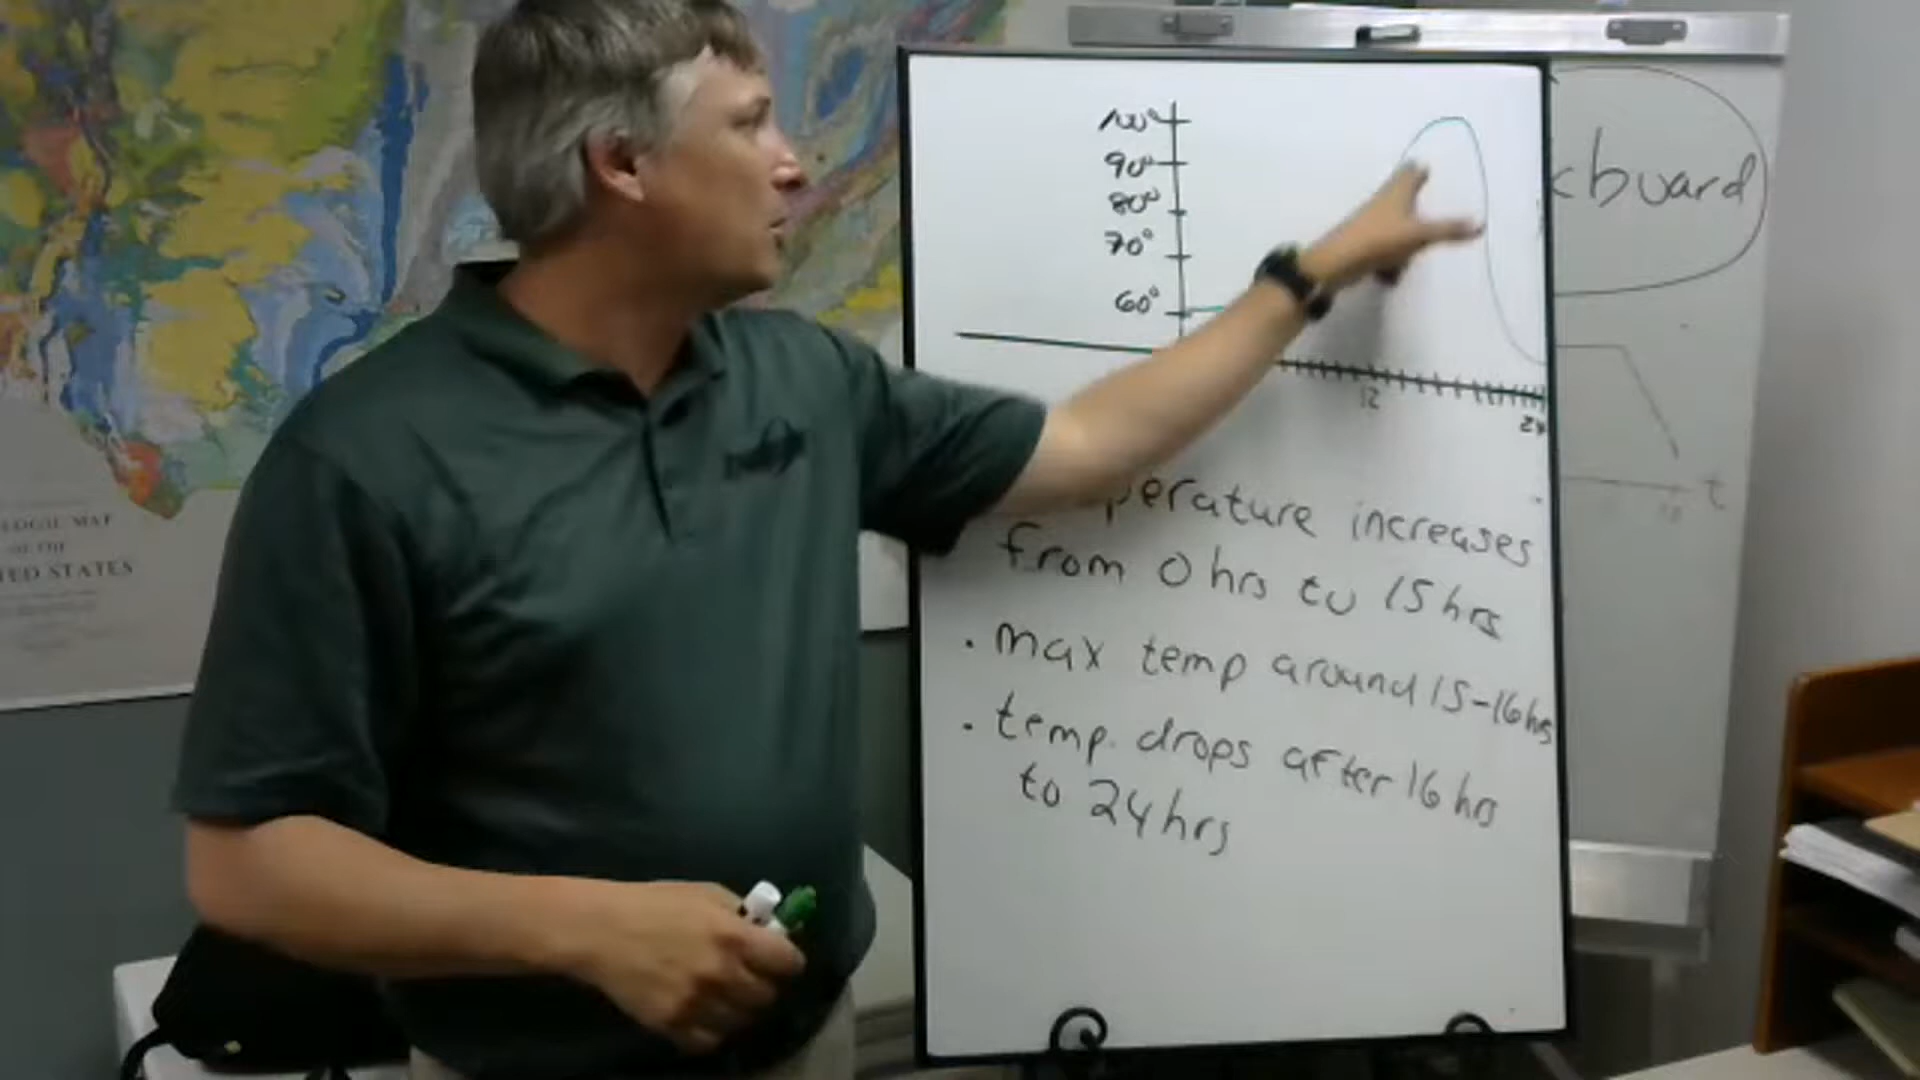 100°
90°
80°
70°
60°
12
24
kboard
t
perature increases
from 0 hrs to 15 hrs
. max temp around 15-16 hrs
. temp. drops after 16 hrs
to 24 hrs
LOGIC MAP
OF THE
TED STATES